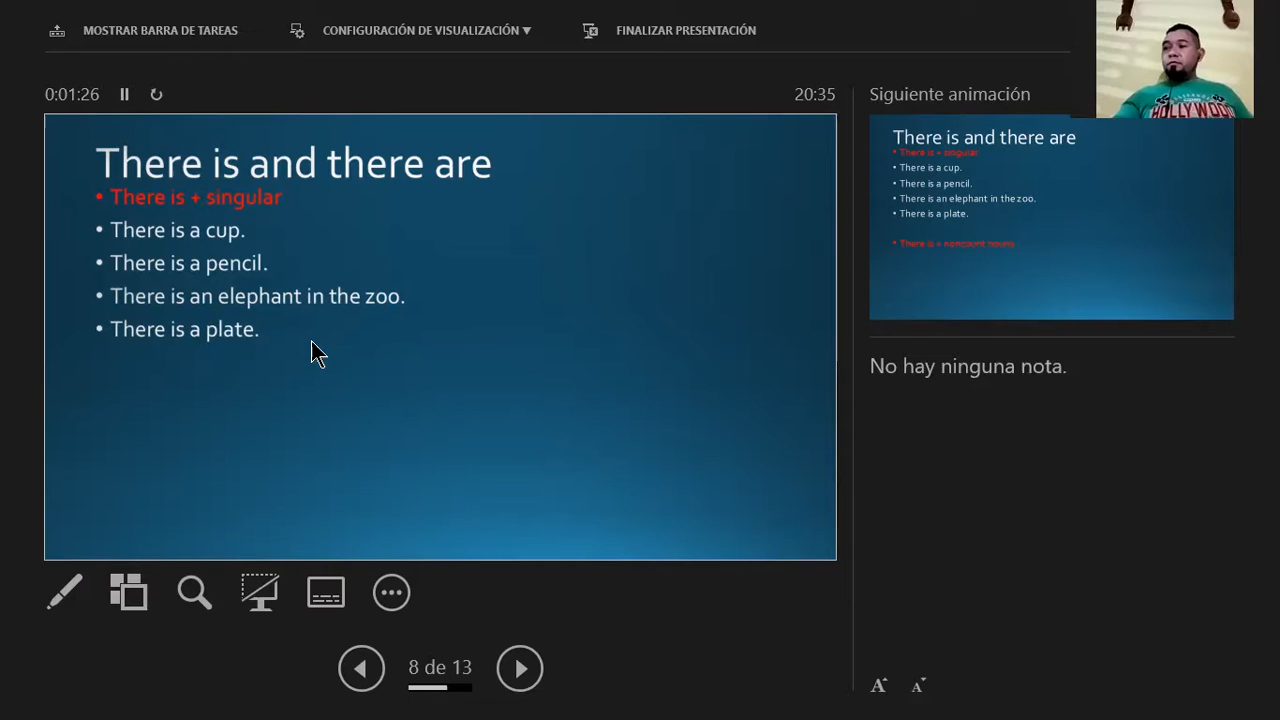 MOSTRAR BARRA DE TAREAS
CONFIGURACIÓN DE VISUALIZACIÓN ▼
FINALIZAR PRESENTACIÓN
0:01:26
20:35
There is and there are
• There is + singular
• There is a cup.
• There is a pencil.
• There is an elephant in the zoo.
• There is a plate.
8 de 13
Siguiente animación
There is and there are
• There is + singular
• There is a cup.
• There is a pencil.
• There is an elephant in the zoo.
• There is a plate.
• There is + noncount nouns
No hay ninguna nota.
A A
HOLLYWOOD